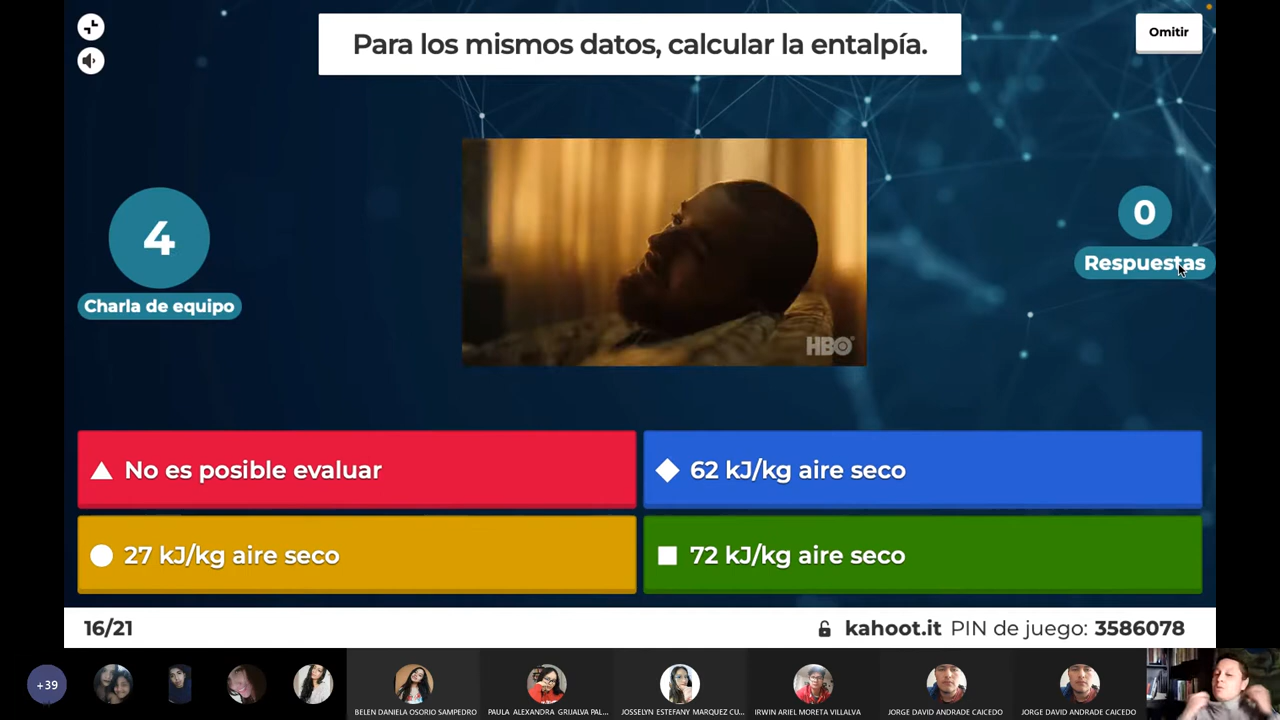 Para los mismos datos, calcular la entalpía.
Omitir
4
Charla de equipo
HBO
0
Respuestas
No es posible evaluar
62 kJ/kg aire seco
27 kJ/kg aire seco
72 kJ/kg aire seco
16/21
kahoot.it PIN de juego: 3586078
+39
BELEN DANIELA OSORIO SAMPEDRO
PAULA ALEXANDRA GRIJALVA PAL...
JOSSELYN ESTEFANY MARQUEZ CU...
IRWIN ARIEL MORETA VILLALVA
JORGE DAVID ANDRADE CAICEDO
JORGE DAVID ANDRADE CAICEDO